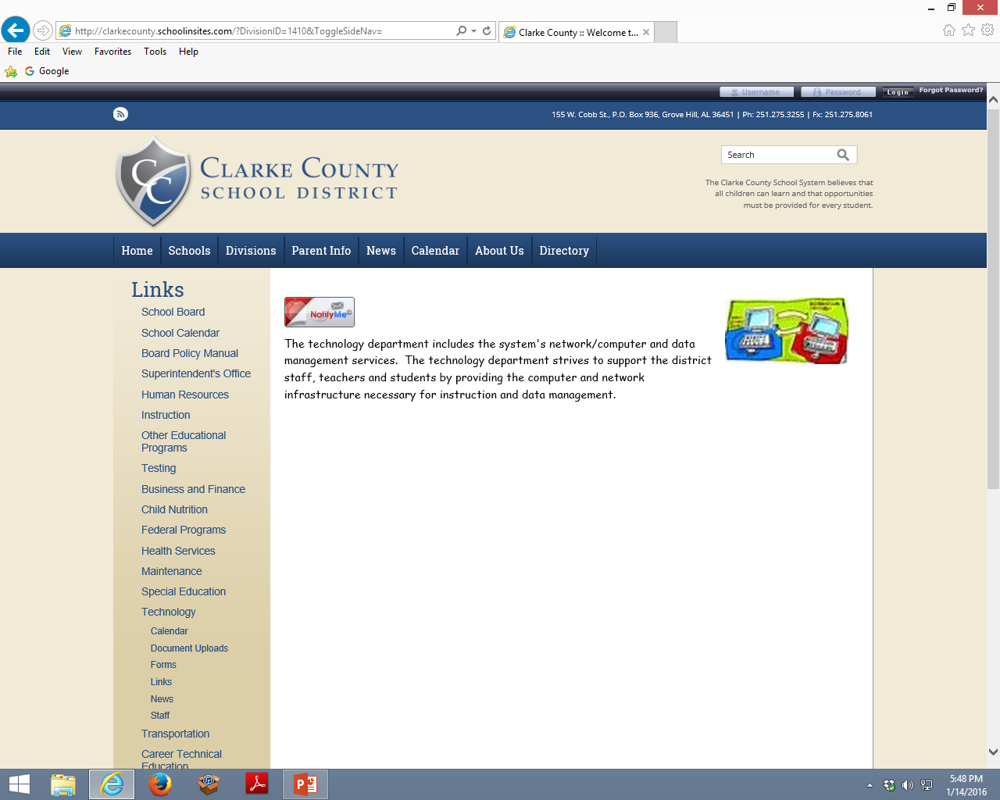 http://clarkecounty.schoolinsites.com/?DivisionID=1410&ToggleSideNav=
Clarke County :: Welcome t...
File Edit View Favorites Tools Help
Google
Username Password Login Forgot Password?
155 W. Cobb St., P.O. Box 936, Grove Hill, AL 36451 | Ph: 251.275.3255 | Fx: 251.275.8061
CC
CLARKE COUNTY
SCHOOL DISTRICT
Search
The Clarke County School System believes that
all children can learn and that opportunities
must be provided for every student.
Home Schools Divisions Parent Info News Calendar About Us Directory
Links
School Board
School Calendar
Board Policy Manual
Superintendent's Office
Human Resources
Instruction
Other Educational
Programs
Testing
Business and Finance
Child Nutrition
Federal Programs
Health Services
Maintenance
Special Education
Technology
Calendar
Document Uploads
Forms
Links
News
Staff
Transportation
Career Technical
Education
NotifyMe©
The technology department includes the system's network/computer and data
management services.  The technology department strives to support the district
staff, teachers and students by providing the computer and network
infrastructure necessary for instruction and data management.
5:48 PM
1/14/2016